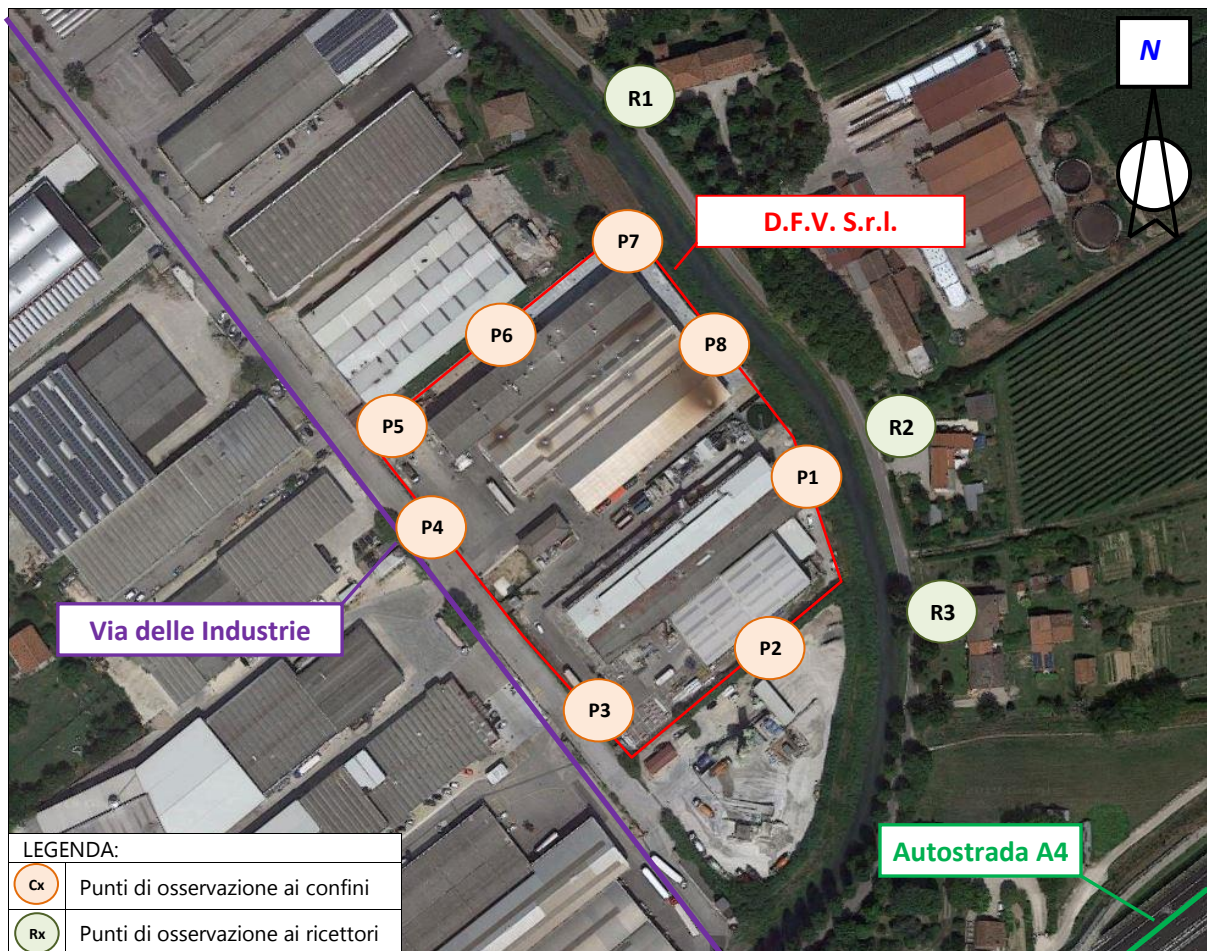 N
R1
D.F.V. S.r.l.
P7
P6
P8
P5
R2
P1
P4
Via delle Industrie
R3
P2
P3
LEGENDA:
Cx Punti di osservazione ai confini
Rx Punti di osservazione ai ricettori
Autostrada A4